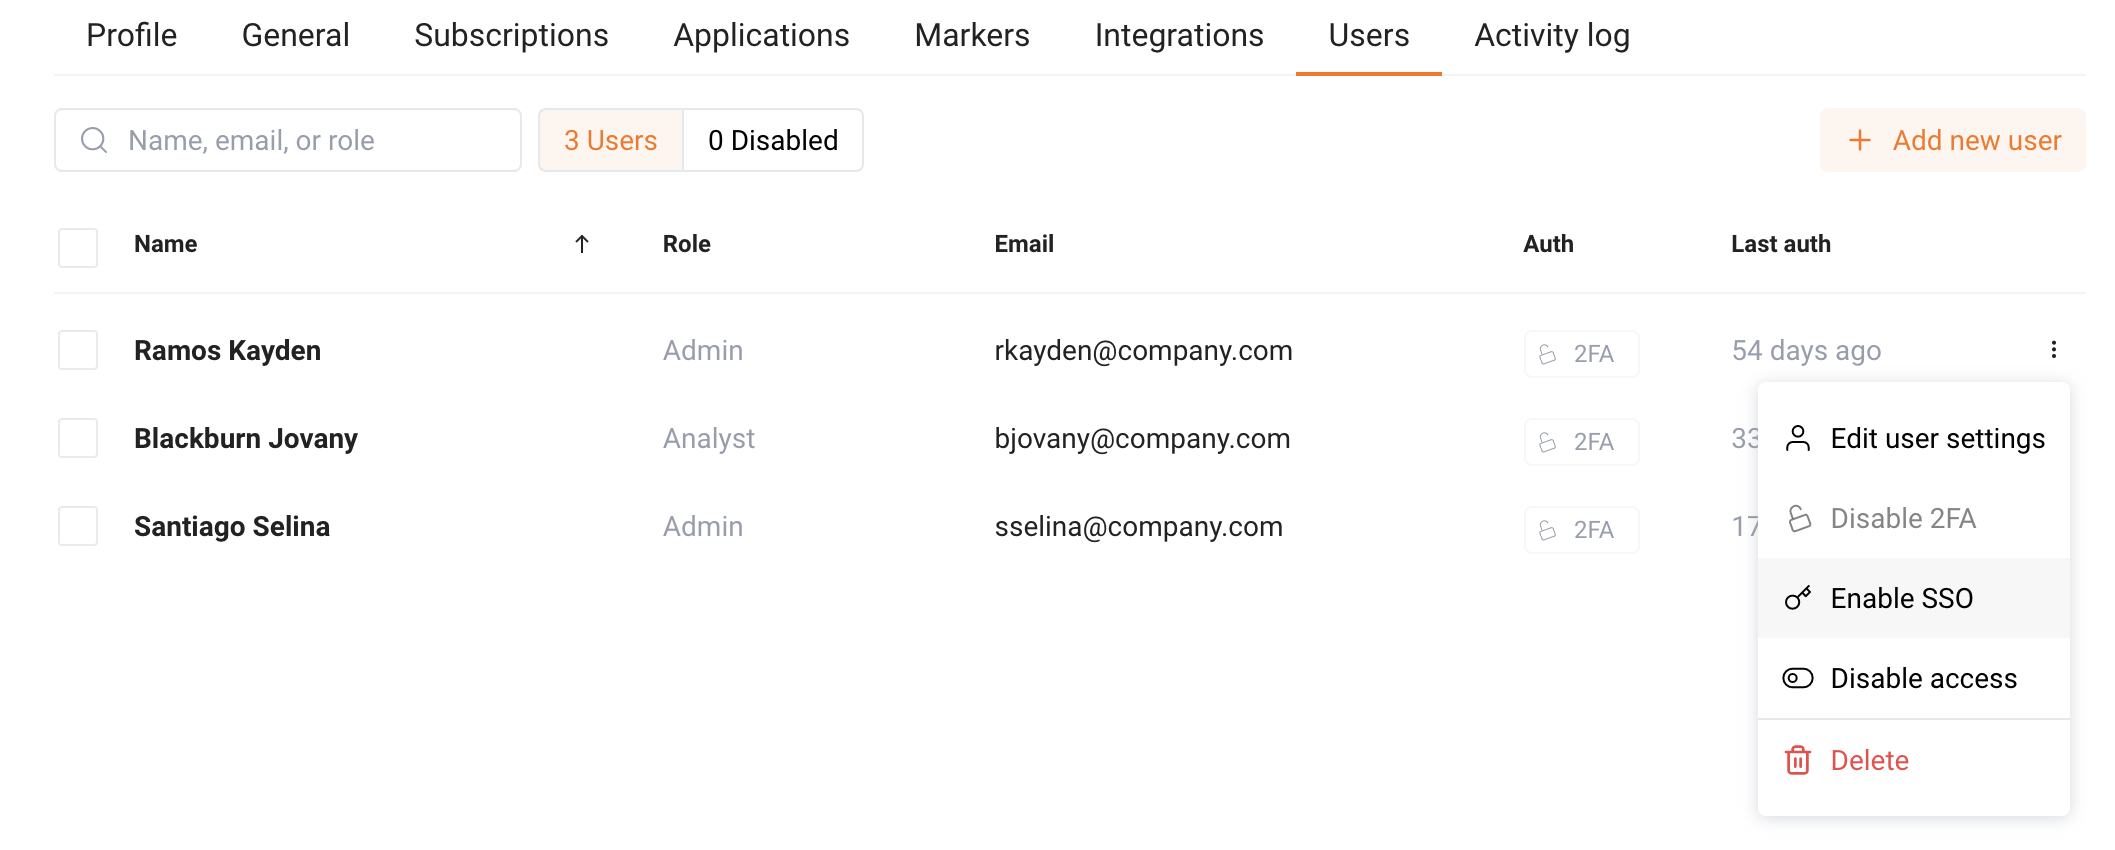 Profile General Subscriptions Applications Markers Integrations Users Activity log
Name, email, or role 3 Users 0 Disabled + Add new user
Name ↑ Role Email Auth Last auth
Ramos Kayden Admin rkayden@company.com 2FA 54 days ago
Blackburn Jovany Analyst bjovany@company.com 2FA 33
Santiago Selina Admin sselina@company.com 2FA 17
Edit user settings
Disable 2FA
Enable SSO
Disable access
Delete